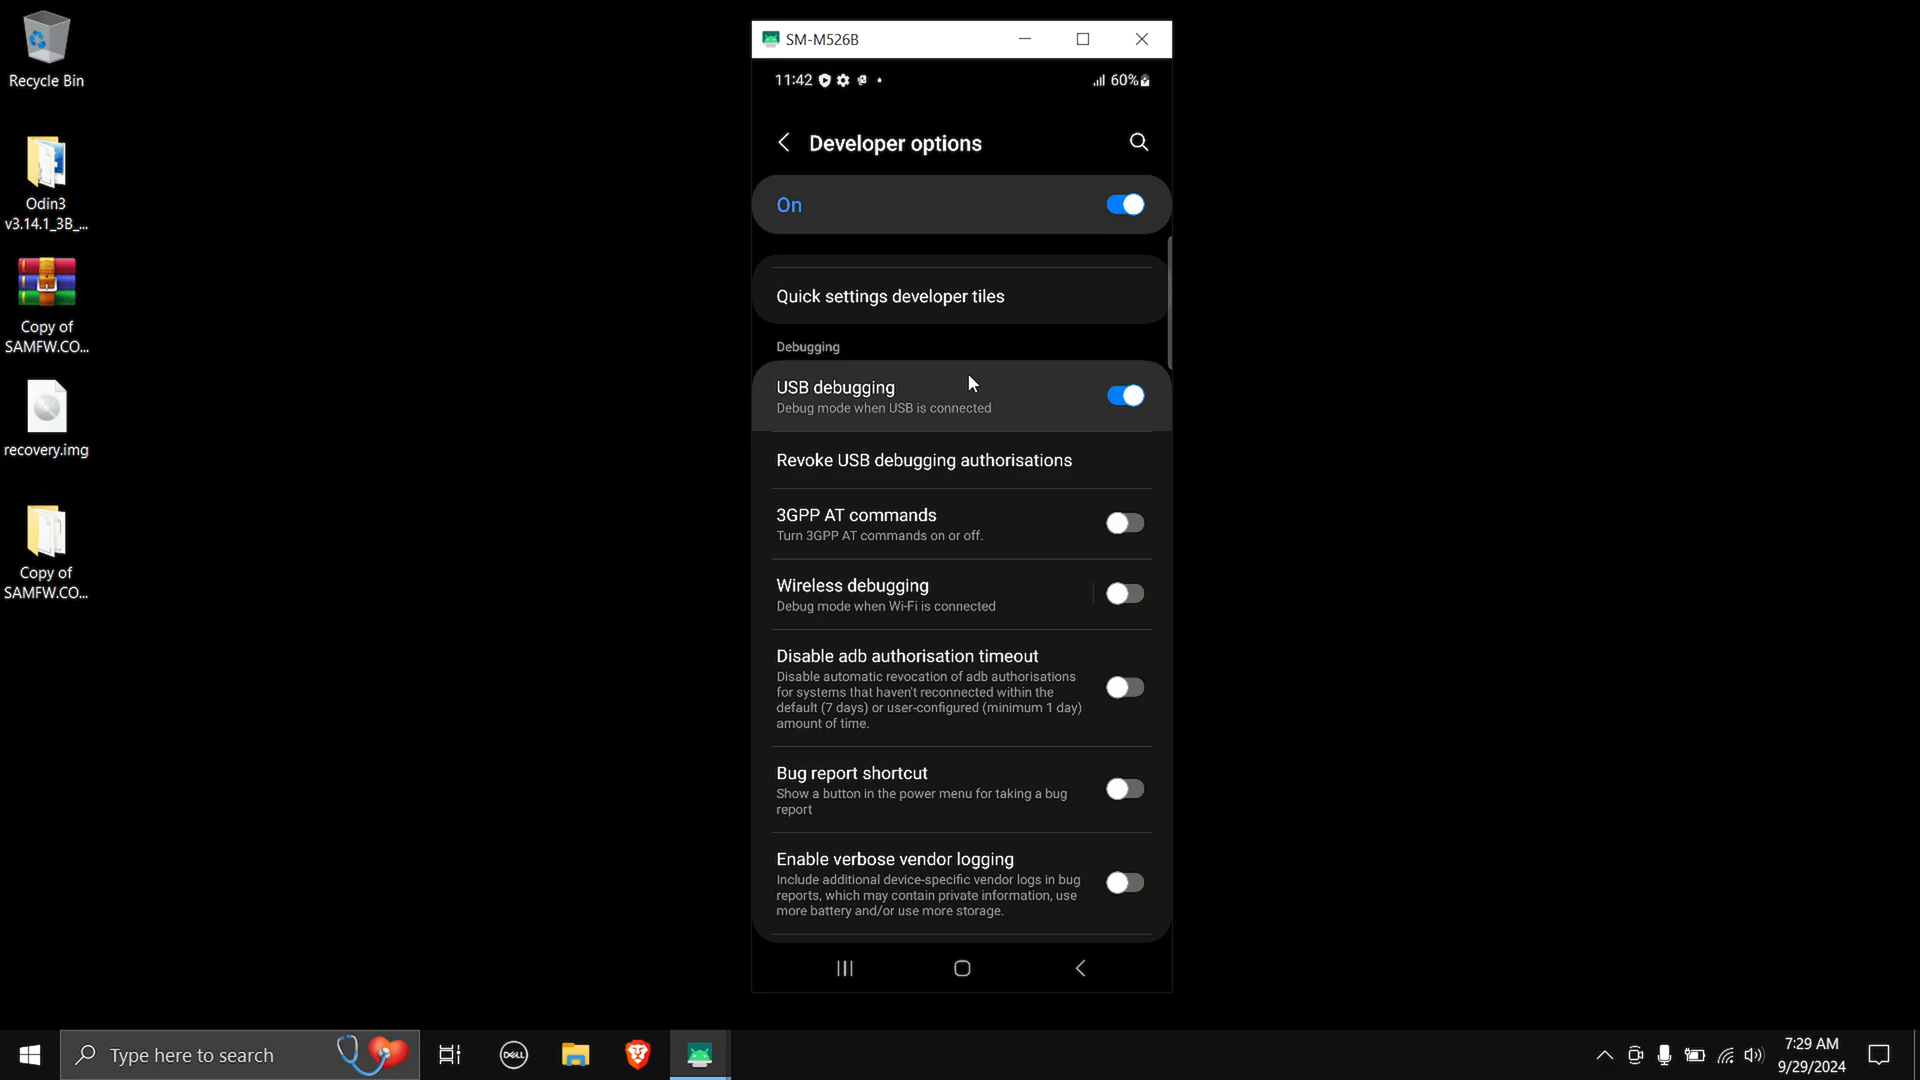 Recycle Bin
Odin3
v3.14.1_3B_...
Copy of
SAMFW.CO...
recovery.img
Copy of
SAMFW.CO...
SM-M526B
11:42
60%
Developer options
On
Quick settings developer tiles
Debugging
USB debugging
Debug mode when USB is connected
Revoke USB debugging authorisations
3GPP AT commands
Turn 3GPP AT commands on or off.
Wireless debugging
Debug mode when Wi-Fi is connected
Disable adb authorisation timeout
Disable automatic revocation of adb authorisations
for systems that haven't reconnected within the
default (7 days) or user-configured (minimum 1 day)
amount of time.
Bug report shortcut
Show a button in the power menu for taking a bug
report
Enable verbose vendor logging
Include additional device-specific vendor logs in bug
reports, which may contain private information, use
more battery and/or use more storage.
Type here to search
DELL
7:29 AM
9/29/2024